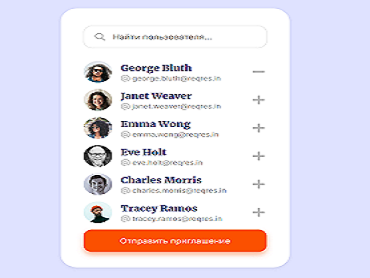 Найти пользователя...
George Bluth
george.bluth@reqres.in
Janet Weaver
janet.weaver@reqres.in
Emma Wong
emma.wong@reqres.in
Eve Holt
eve.holt@reqres.in
Charles Morris
charles.morris@reqres.in
Tracey Ramos
tracey.ramos@reqres.in
Отправить приглашение